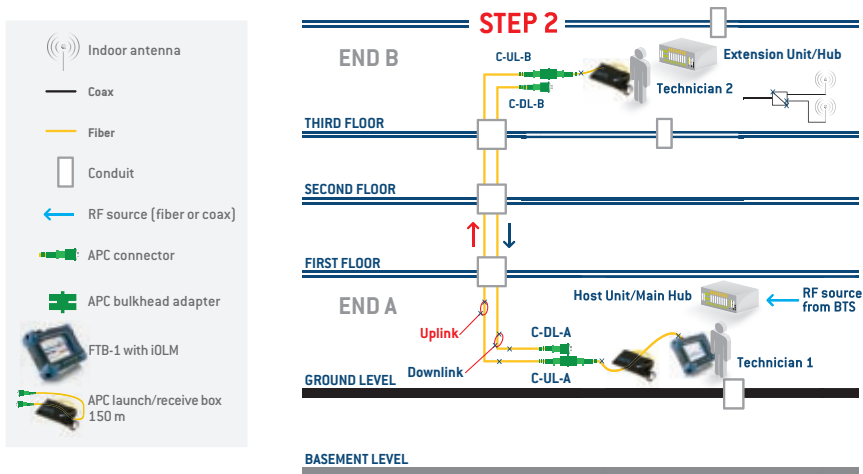 Indoor antenna
Coax
Fiber
Conduit
RF source (fiber or coax)
APC connector
APC bulkhead adapter
FTB-1 with iOLM
APC launch/receive box
150 m
STEP 2
END B
C-UL-B
C-DL-B
Extension Unit/Hub
Technician 2
THIRD FLOOR
SECOND FLOOR
FIRST FLOOR
END A
Host Unit/Main Hub
RF source
from BTS
Uplink
C-DL-A
Downlink
C-UL-A
Technician 1
GROUND LEVEL
BASEMENT LEVEL